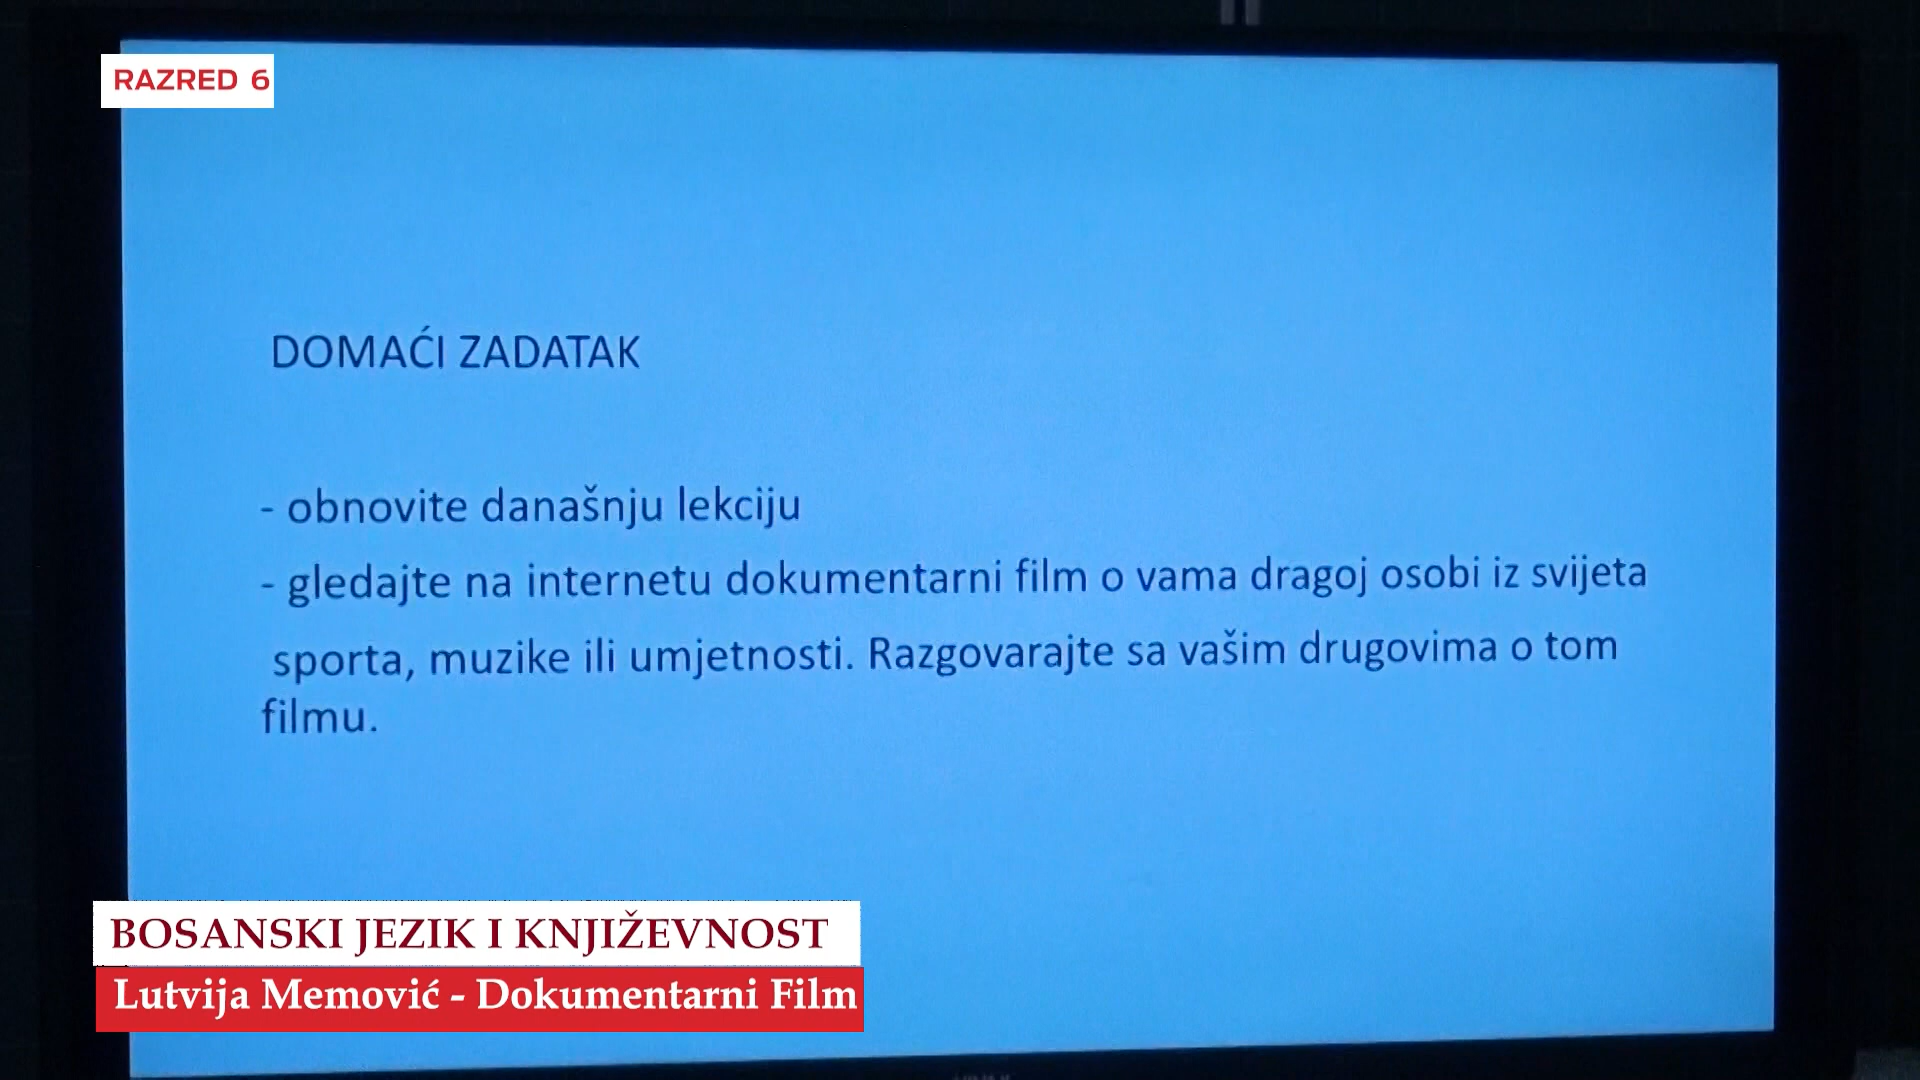 RAZRED 6
DOMAĆI ZADATAK
- obnovite današnju lekciju
- gledajte na internetu dokumentarni film o vama dragoj osobi iz svijeta
sporta, muzike ili umjetnosti. Razgovarajte sa vašim drugovima o tom
filmu.
BOSANSKI JEZIK I KNJIŽEVNOST
Lutvija Memović - Dokumentarni Film